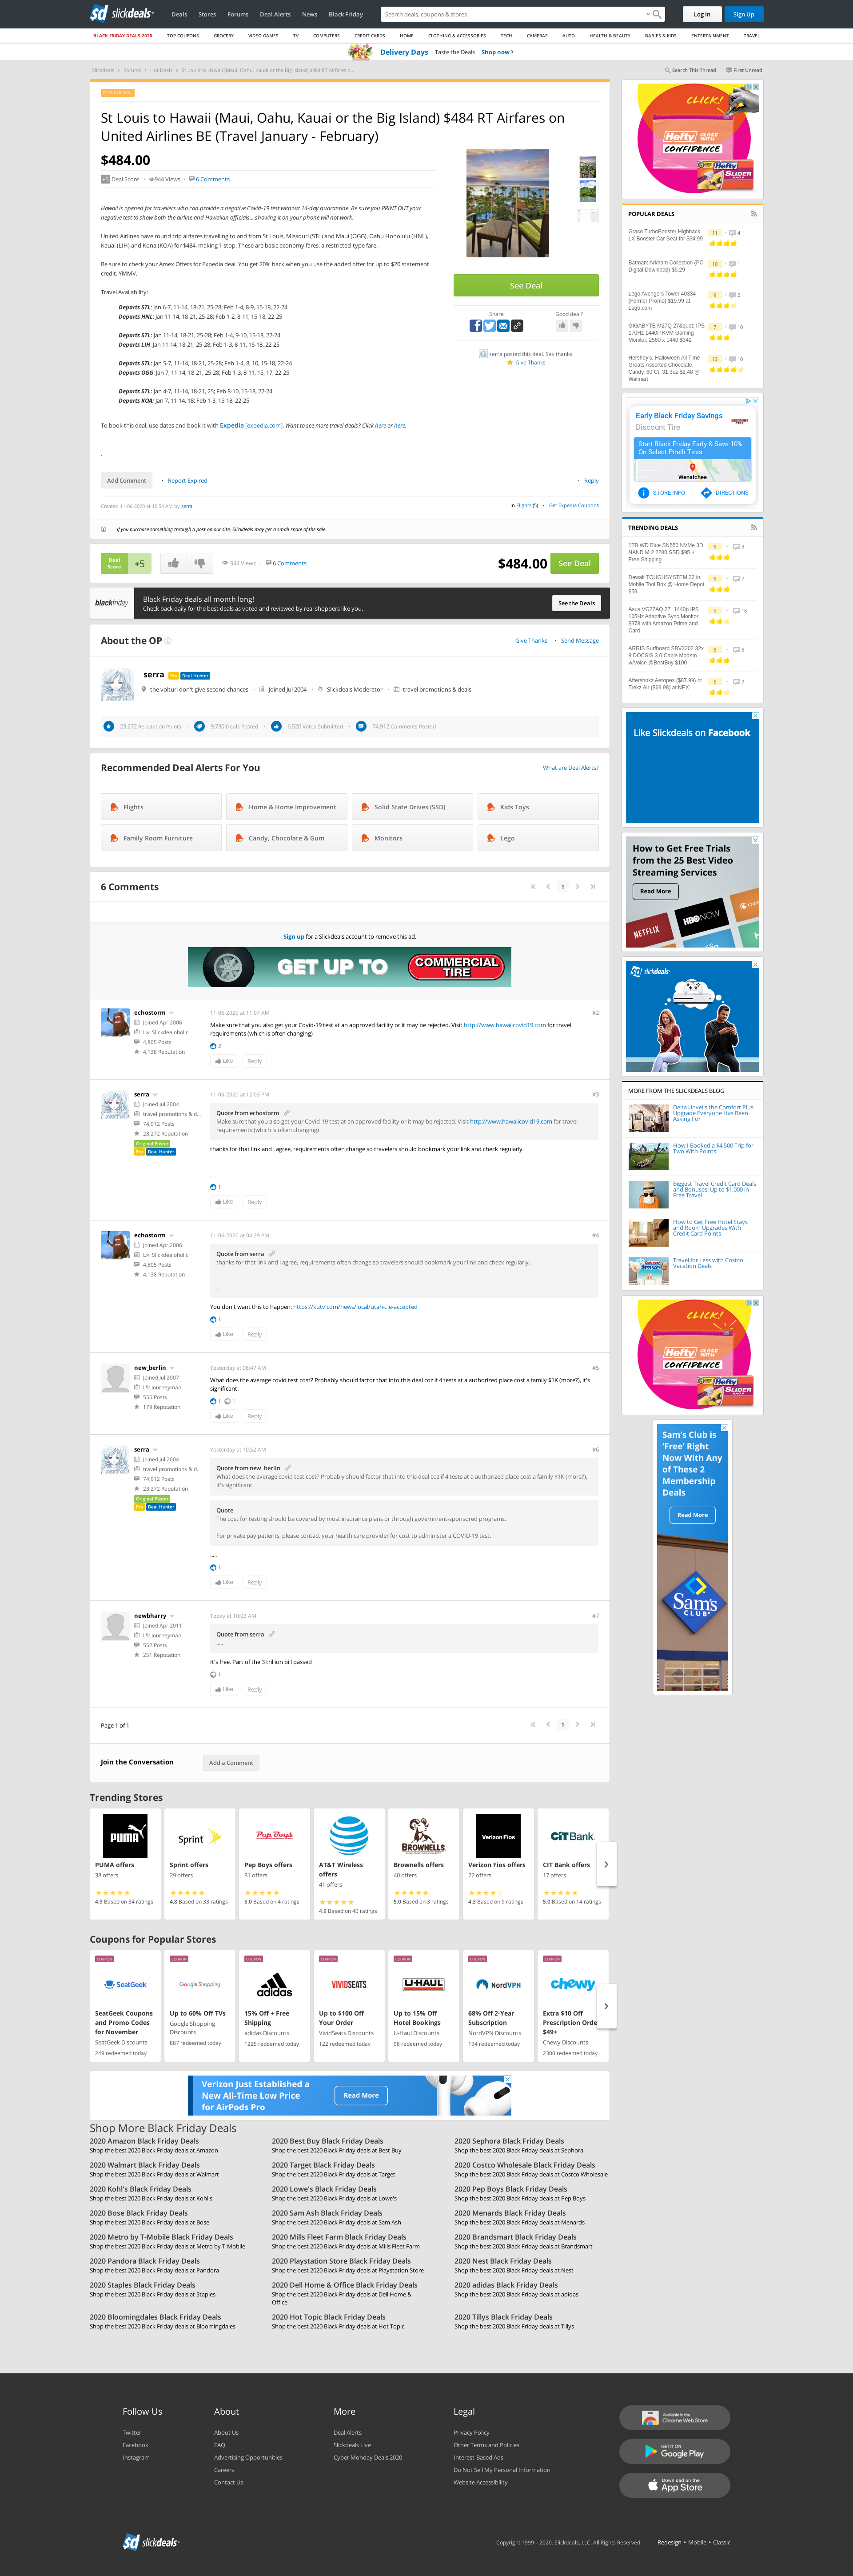 slickdeals
Deals Stores Forums Deal Alerts News Black Friday
Search deals, coupons & stores
Log In
Sign Up
BLACK FRIDAY DEALS 2020 TOP COUPONS GROCERY VIDEO GAMES TV COMPUTERS CREDIT CARDS HOME CLOTHING & ACCESSORIES TECH CAMERAS AUTO HEALTH & BEAUTY BABIES & KIDS ENTERTAINMENT TRAVEL
Delivery Days Taste the Deals Shop now
Slickdeals Forums Hot Deals St Louis to Hawaii (Maui, Oahu, Kauai or the Big Island) $484 RT Airfares o...
Search This Thread First Unread
POPULAR DEAL
St Louis to Hawaii (Maui, Oahu, Kauai or the Big Island) $484 RT Airfares on
United Airlines BE (Travel January - February)
$484.00
+5 Deal Score 944 Views 6 Comments
Hawaii is opened for travellers who can provide a negative Covid-19 test without 14-day quarantine. Be sure you PRINT OUT your
negative test to show both the airline and Hawaiian officials....showing it on your phone will not work.
United Airlines have round trip airfares travelling to and from St Louis, Missouri (STL) and Maui (OGG), Oahu Honolulu (HNL),
Kauai (LIH) and Kona (KOA) for $484, making 1 stop. These are basic economy fares, a restricted-type fare.
Be sure to check your Amex Offers for Expedia deal. You get 20% back when you use the added offer for up to $20 statement
credit. YMMV.
Travel Availability:
Departs STL: Jan 6-7, 11-14, 18-21, 25-28; Feb 1-4, 8-9, 15-18, 22-24
Departs HNL: Jan 11-14, 18-21, 25-28; Feb 1-2, 8-11, 15-18, 22-25
Departs STL: Jan 11-14, 18-21, 25-28; Feb 1-4, 9-10, 15-18, 22-24
Departs LIH: Jan 11-14, 18-21, 25-28; Feb 1-3, 8-11, 16-18, 22-25
Departs STL: Jan 5-7, 11-14, 18-21, 25-28; Feb 1-4, 8, 10, 15-18, 22-24
Departs OGG: Jan 7, 11-14, 18-21, 25-28; Feb 1-3, 8-11, 15, 17, 22-25
Departs STL: Jan 4-7, 11-14, 18-21, 25; Feb 8-10, 15-18, 22-24
Departs KOA: Jan 7, 11-14, 18; Feb 1-3, 15-18, 22-25
To book this deal, use dates and book it with Expedia [expedia.com]. Want to see more travel deals? Click here or here.
.
See Deal
Share Good deal?
serra posted this deal. Say thanks!
Give Thanks
Add Comment Report Expired Reply
Created 11-06-2020 at 10:54 AM by serra
in Flights (5) Get Expedia Coupons
If you purchase something through a post on our site, Slickdeals may get a small share of the sale.
Deal
Score +5 944 Views 6 Comments $484.00 See Deal
blackfriday
Black Friday deals all month long!
Check back daily for the best deals as voted and reviewed by real shoppers like you.
See the Deals
About the OP
Give Thanks Send Message
serra Pro Deal Hunter
the volturi don't give second chances Joined Jul 2004 Slickdeals Moderator travel promotions & deals
23,272 Reputation Points 9,730 Deals Posted 6,520 Votes Submitted 74,912 Comments Posted
Recommended Deal Alerts For You
What are Deal Alerts?
Flights Home & Home Improvement Solid State Drives (SSD) Kids Toys
Family Room Furniture Candy, Chocolate & Gum Monitors Lego
6 Comments
1
Sign up for a Slickdeals account to remove this ad.
GET UP TO COMMERCIAL TIRE
echostorm
Joined Apr 2006
L∞: Slickdealoholic
4,805 Posts
4,138 Reputation
11-06-2020 at 11:07 AM #2
Make sure that you also get your Covid-19 test at an approved facility or it may be rejected. Visit http://www.hawaiicovid19.com for travel
requirements (which is often changing)
2
Like Reply
serra
Joined Jul 2004
travel promotions & d...
74,912 Posts
23,272 Reputation
Original Poster
Pro Deal Hunter
11-06-2020 at 12:03 PM #3
Quote from echostorm
Make sure that you also get your Covid-19 test at an approved facility or it may be rejected. Visit http://www.hawaiicovid19.com for travel
requirements (which is often changing)
thanks for that link and i agree, requirements often change so travelers should bookmark your link and check regularly.
.
1
Like Reply
echostorm
Joined Apr 2006
L∞: Slickdealoholic
4,805 Posts
4,138 Reputation
11-06-2020 at 04:29 PM #4
Quote from serra
thanks for that link and i agree, requirements often change so travelers should bookmark your link and check regularly.
.
You don't want this to happen: https://kutv.com/news/local/utah-...e-accepted
1
Like Reply
new_berlin
Joined Jul 2007
L5: Journeyman
555 Posts
179 Reputation
Yesterday at 08:47 AM #5
What does the average covid test cost? Probably should factor that into this deal coz if 4 tests at a authorized place cost a family $1K (more?), it's
significant.
1 1
Like Reply
serra
Joined Jul 2004
travel promotions & d...
74,912 Posts
23,272 Reputation
Original Poster
Pro Deal Hunter
Yesterday at 10:52 AM #6
Quote from new_berlin
What does the average covid test cost? Probably should factor that into this deal coz if 4 tests at a authorized place cost a family $1K (more?),
it's significant.
Quote
The cost for testing should be covered by most insurance plans or through government-sponsored programs.
For private pay patients, please contact your health care provider for cost to administer a COVID-19 test.
....
1
Like Reply
newbharry
Joined Apr 2011
L5: Journeyman
552 Posts
251 Reputation
Today at 10:03 AM #7
Quote from serra
....
It's free. Part of the 3 trillion bill passed
1
Like Reply
Page 1 of 1
1
Join the Conversation Add a Comment
Trending Stores
PUMA offers
38 offers
4.9 Based on 34 ratings
Sprint offers
29 offers
4.8 Based on 33 ratings
Pep Boys offers
31 offers
5.0 Based on 4 ratings
AT&T Wireless
offers
41 offers
4.9 Based on 40 ratings
Brownells offers
40 offers
5.0 Based on 3 ratings
Verizon Fios offers
22 offers
4.3 Based on 9 ratings
CIT Bank offers
17 offers
5.0 Based on 14 ratings
Coupons for Popular Stores
COUPON
SeatGeek
SeatGeek Coupons
and Promo Codes
for November
SeatGeek Discounts
249 redeemed today
COUPON
Google Shopping
Up to 60% Off TVs
Google Shopping
Discounts
887 redeemed today
COUPON
adidas
15% Off + Free
Shipping
adidas Discounts
1225 redeemed today
COUPON
VIVIDSEATS
Up to $100 Off
Your Order
VividSeats Discounts
122 redeemed today
COUPON
U-HAUL
Up to 15% Off
Hotel Bookings
U-Haul Discounts
98 redeemed today
COUPON
NordVPN
68% Off 2-Year
Subscription
NordVPN Discounts
194 redeemed today
COUPON
chewy
Extra $10 Off
Prescription Orde
$49+
Chewy Discounts
2300 redeemed today
Verizon Just Established a
New All-Time Low Price
for AirPods Pro
Read More
Shop More Black Friday Deals
2020 Amazon Black Friday Deals
Shop the best 2020 Black Friday deals at Amazon
2020 Best Buy Black Friday Deals
Shop the best 2020 Black Friday deals at Best Buy
2020 Sephora Black Friday Deals
Shop the best 2020 Black Friday deals at Sephora
2020 Walmart Black Friday Deals
Shop the best 2020 Black Friday deals at Walmart
2020 Target Black Friday Deals
Shop the best 2020 Black Friday deals at Target
2020 Costco Wholesale Black Friday Deals
Shop the best 2020 Black Friday deals at Costco Wholesale
2020 Kohl's Black Friday Deals
Shop the best 2020 Black Friday deals at Kohl's
2020 Lowe's Black Friday Deals
Shop the best 2020 Black Friday deals at Lowe's
2020 Pep Boys Black Friday Deals
Shop the best 2020 Black Friday deals at Pep Boys
2020 Bose Black Friday Deals
Shop the best 2020 Black Friday deals at Bose
2020 Sam Ash Black Friday Deals
Shop the best 2020 Black Friday deals at Sam Ash
2020 Menards Black Friday Deals
Shop the best 2020 Black Friday deals at Menards
2020 Metro by T-Mobile Black Friday Deals
Shop the best 2020 Black Friday deals at Metro by T-Mobile
2020 Mills Fleet Farm Black Friday Deals
Shop the best 2020 Black Friday deals at Mills Fleet Farm
2020 Brandsmart Black Friday Deals
Shop the best 2020 Black Friday deals at Brandsmart
2020 Pandora Black Friday Deals
Shop the best 2020 Black Friday deals at Pandora
2020 Playstation Store Black Friday Deals
Shop the best 2020 Black Friday deals at Playstation Store
2020 Nest Black Friday Deals
Shop the best 2020 Black Friday deals at Nest
2020 Staples Black Friday Deals
Shop the best 2020 Black Friday deals at Staples
2020 Dell Home & Office Black Friday Deals
Shop the best 2020 Black Friday deals at Dell Home &
Office
2020 adidas Black Friday Deals
Shop the best 2020 Black Friday deals at adidas
2020 Bloomingdales Black Friday Deals
Shop the best 2020 Black Friday deals at Bloomingdales
2020 Hot Topic Black Friday Deals
Shop the best 2020 Black Friday deals at Hot Topic
2020 Tillys Black Friday Deals
Shop the best 2020 Black Friday deals at Tillys
CLICK
Hefty
CLOSE WITH
CONFIDENCE
Hefty
SLIDER
POPULAR DEALS
Graco TurboBooster Highback
LX Booster Car Seat for $34.99
11 4
Batman: Arkham Collection (PC
Digital Download) $5.29
10 1
Lego Avengers Tower 40334
(Former Promo) $19.99 at
Lego.com
9 2
GIGABYTE M27Q 27&quot; IPS
170Hz 1440P KVM Gaming
Monitor, 2560 x 1440 $342
7 10
Hershey's, Halloween All Time
Greats Assorted Chocolate
Candy, 60 Ct. 31.3oz $2.48 @
Walmart
13 10
Early Black Friday Savings
Discount Tire
Start Black Friday Early & Save 10%
On Select Pirelli Tires
Wenatchee
STORE INFO DIRECTIONS
TRENDING DEALS
1TB WD Blue SN550 NVMe 3D
NAND M.2 2280 SSD $95 +
Free Shipping
6 3
Dewalt TOUGHSYSTEM 22 in.
Mobile Tool Box @ Home Depot
$59
6 7
Asus VG27AQ 27" 1440p IPS
165Hz Adaptive Sync Monitor
$378 with Amazon Prime and
Card
5 18
ARRIS Surfboard SBV3202 32x
8 DOCSIS 3.0 Cable Modem
w/Voice @BestBuy $100
6 5
Aftershokz Aeropex ($87.99) or
Trekz Air ($69.98) at NEX
5 7
Like Slickdeals on Facebook
How to Get Free Trials
from the 25 Best Video
Streaming Services
Read More
NETFLIX HBO NOW
slickdeals
MORE FROM THE SLICKDEALS BLOG
Delta Unveils the Comfort Plus
Upgrade Everyone Has Been
Asking For
How I Booked a $4,500 Trip for
Two With Points
Biggest Travel Credit Card Deals
and Bonuses: Up to $1,000 in
Free Travel
How to Get Free Hotel Stays
and Room Upgrades With
Credit Card Points
Travel for Less with Costco
Vacation Deals
CLICK
Hefty
CLOSE WITH
CONFIDENCE
Hefty
SLIDER
Sam's Club is
'Free' Right
Now With Any
of These 2
Membership
Deals
Read More
Sam's
CLUB
Follow Us
Twitter
Facebook
Instagram
About
About Us
FAQ
Advertising Opportunities
Careers
Contact Us
More
Deal Alerts
Slickdeals Live
Cyber Monday Deals 2020
Legal
Privacy Policy
Other Terms and Policies
Interest-Based Ads
Do Not Sell My Personal Information
Website Accessibility
Available in the
Chrome Web Store
GET IT ON
Google Play
Download on the
App Store
slickdeals
Copyright 1999 - 2020. Slickdeals, LLC. All Rights Reserved. Redesign • Mobile • Classic